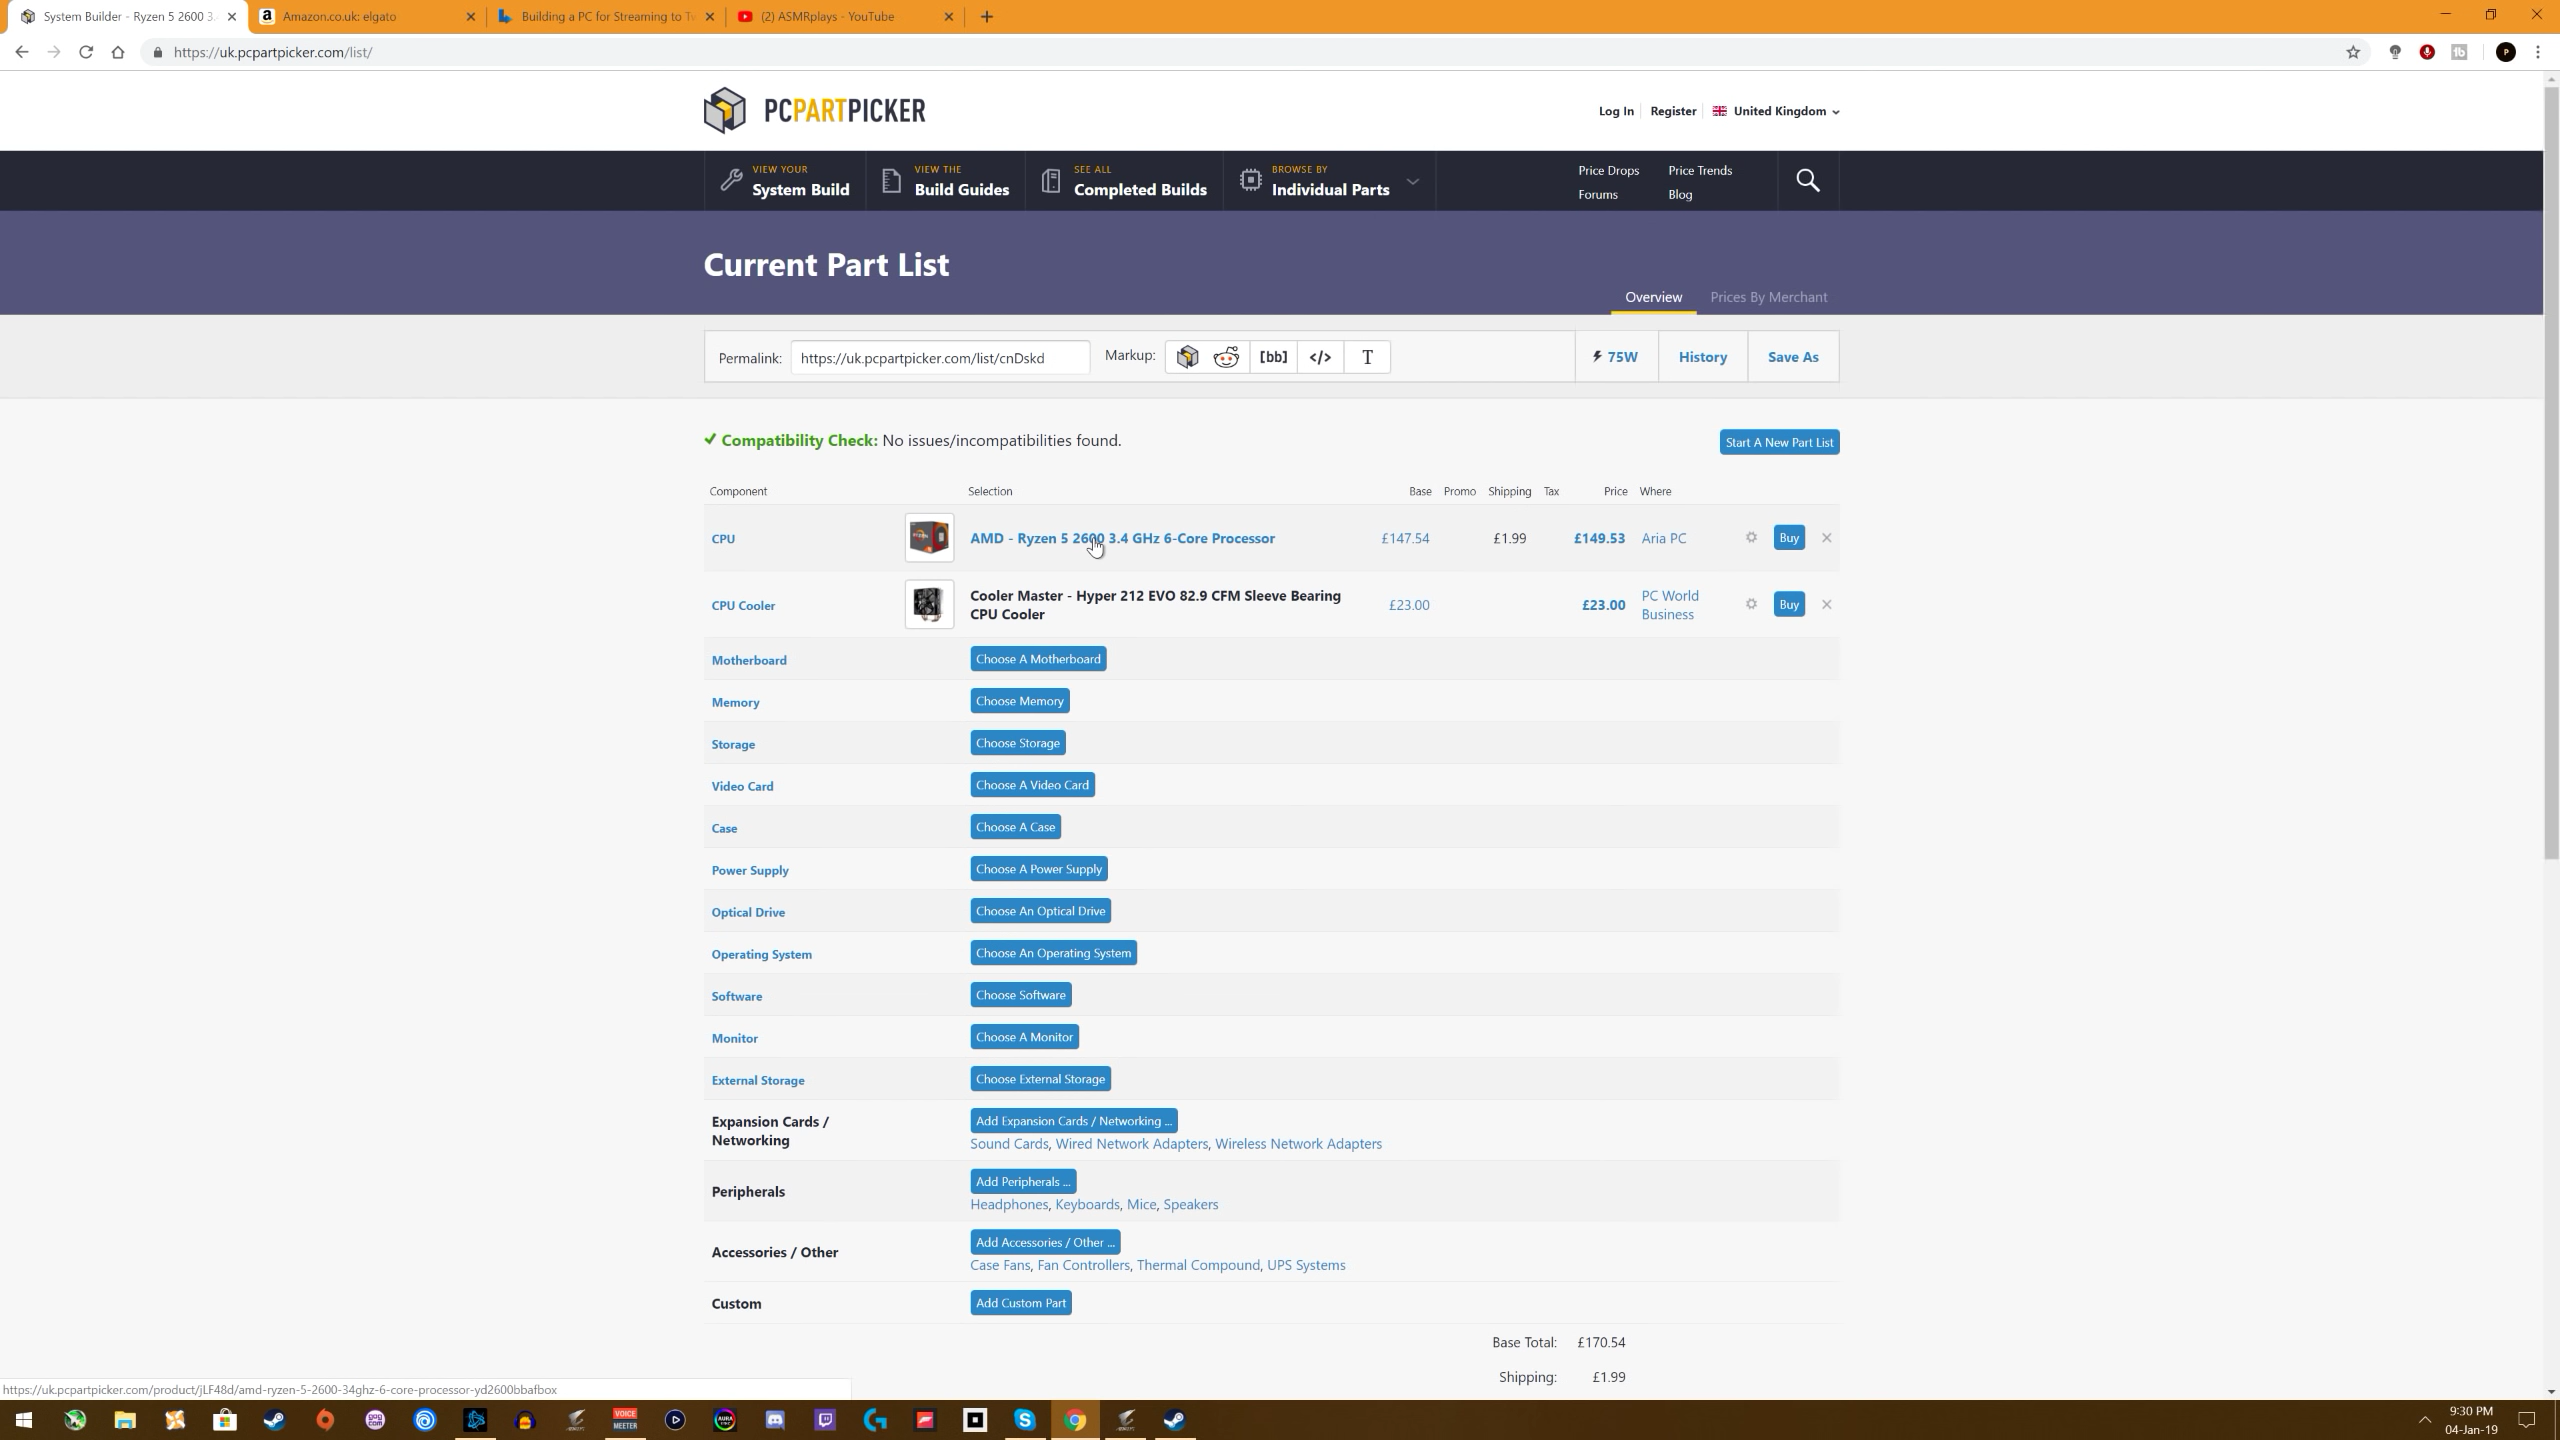 System Builder - Ryzen 5 2600 3.
Amazon.co.uk: elgato
Building a PC for Streaming to Tw
(2) ASMRplays - YouTube
https://uk.pcpartpicker.com/list/
PCPARTPICKER
Log In Register United Kingdom
VIEW YOUR
System Build
VIEW THE
Build Guides
SEE ALL
Completed Builds
BROWSE BY
Individual Parts
Price Drops
Price Trends
Forums
Blog
Current Part List
Overview
Prices By Merchant
Permalink: https://uk.pcpartpicker.com/list/cnDskd
Markup: [bb] </> T
75W
History
Save As
Compatibility Check: No issues/incompatibilities found.
Start A New Part List
Component Selection Base Promo Shipping Tax Price Where
CPU AMD - Ryzen 5 2600 3.4 GHz 6-Core Processor £147.54 £1.99 £149.53 Aria PC Buy
CPU Cooler
Cooler Master - Hyper 212 EVO 82.9 CFM Sleeve Bearing
CPU Cooler
£23.00 £23.00
PC World
Business
Buy
Motherboard Choose A Motherboard
Memory Choose Memory
Storage Choose Storage
Video Card Choose A Video Card
Case Choose A Case
Power Supply Choose A Power Supply
Optical Drive Choose An Optical Drive
Operating System Choose An Operating System
Software Choose Software
Monitor Choose A Monitor
External Storage Choose External Storage
Expansion Cards /
Networking
Add Expansion Cards / Networking ...
Sound Cards, Wired Network Adapters, Wireless Network Adapters
Peripherals
Add Peripherals ...
Headphones, Keyboards, Mice, Speakers
Accessories / Other
Add Accessories / Other ...
Case Fans, Fan Controllers, Thermal Compound, UPS Systems
Custom Add Custom Part
Base Total: £170.54
Shipping: £1.99
https://uk.pcpartpicker.com/product/jLF48d/amd-ryzen-5-2600-34ghz-6-core-processor-yd2600bbafbox
VOICE
MEETER
9:30 PM
04-Jan-19